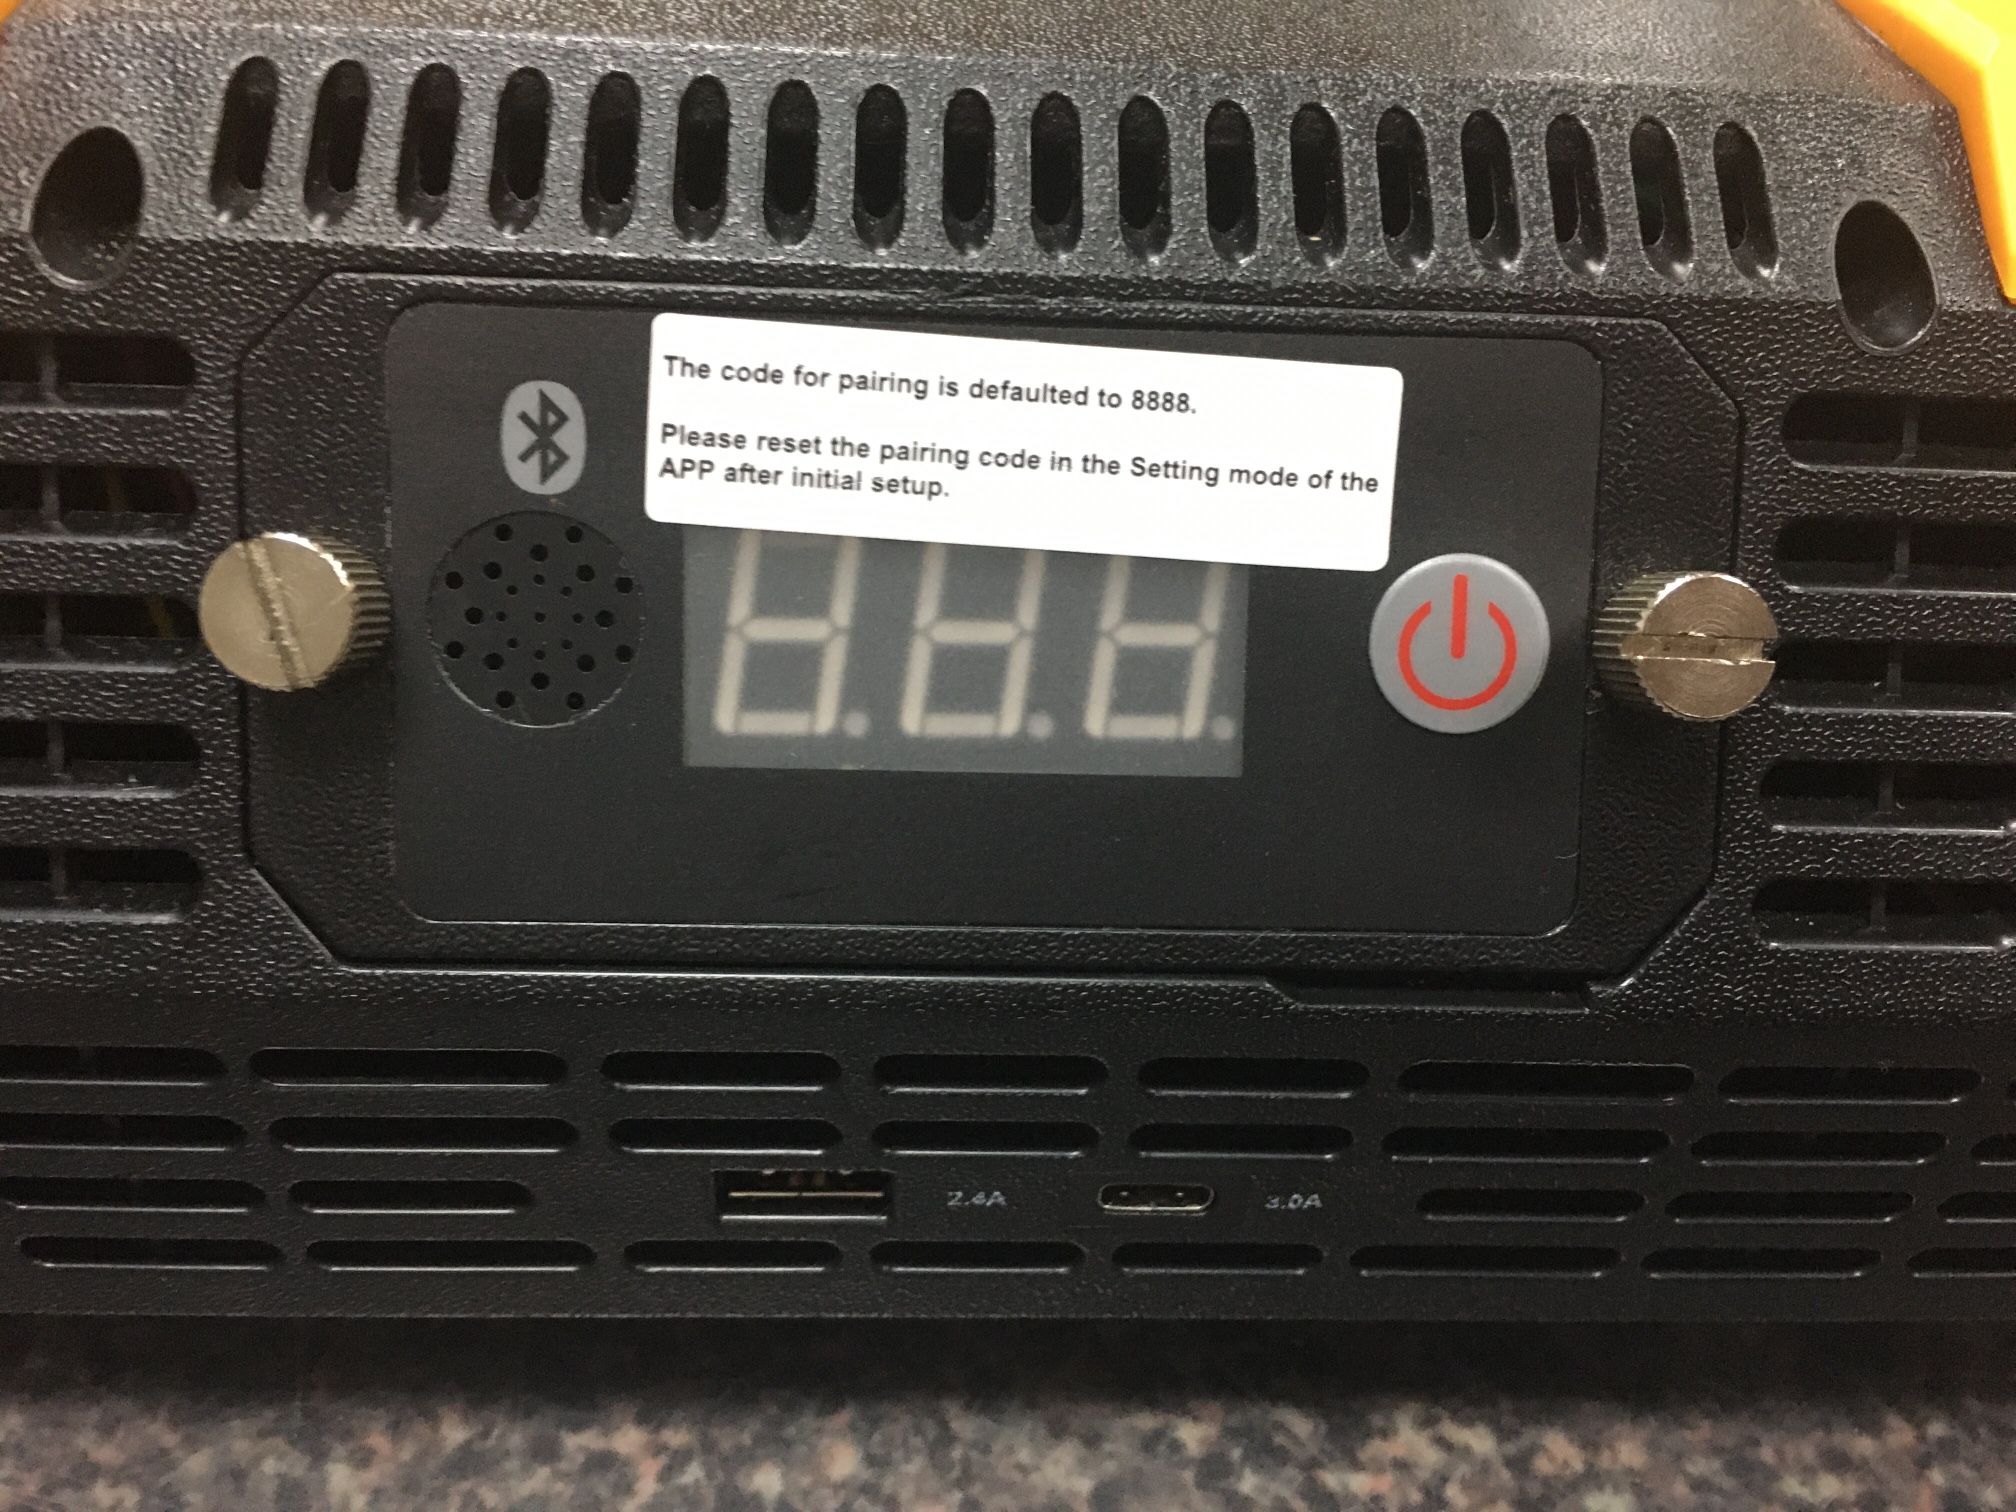 The code for pairing is defaulted to 8888.
Please reset the pairing code in the Setting mode of the
APP after initial setup.
2.4A
3.0A